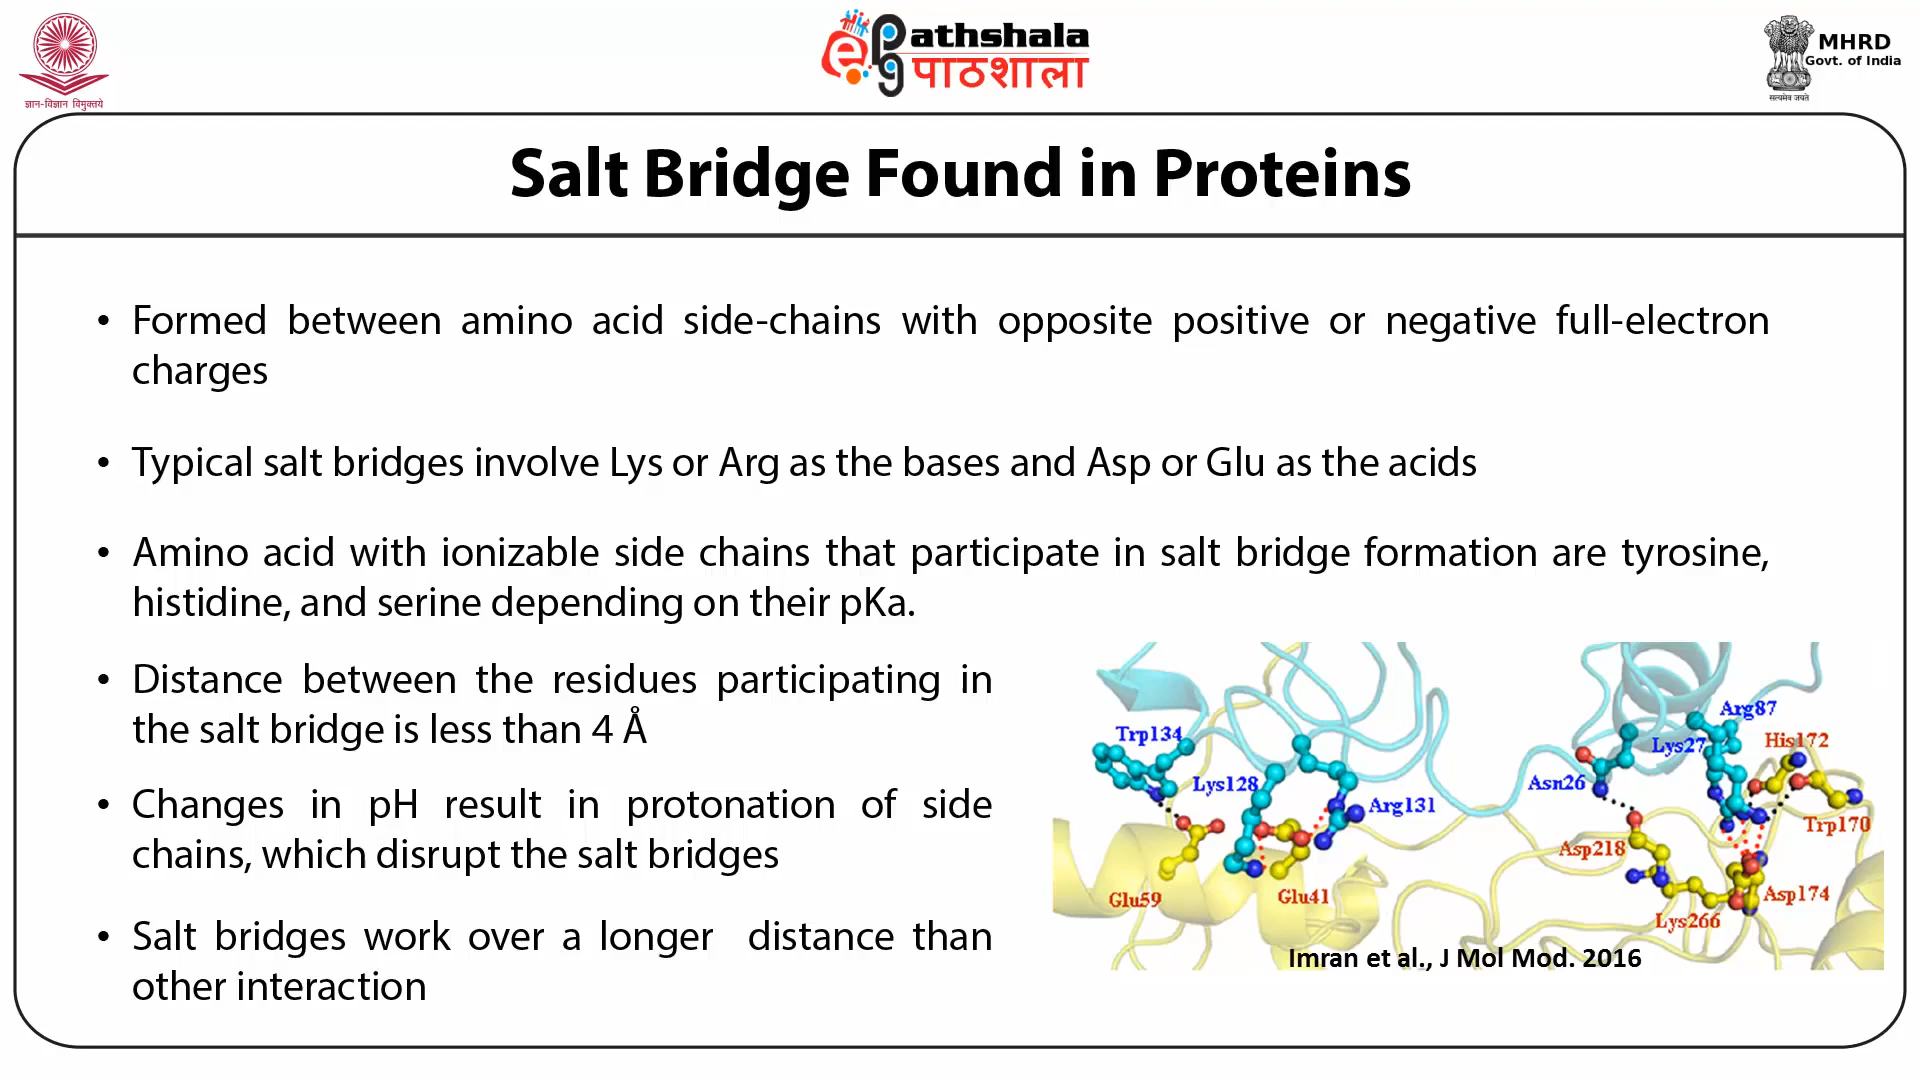 ज्ञान-विज्ञान विमुक्तये
ePathshala
पाठशाला
MHRD
Govt. of India
सत्यमेव जयते
Salt Bridge Found in Proteins
• Formed between amino acid side-chains with opposite positive or negative full-electron
charges
• Typical salt bridges involve Lys or Arg as the bases and Asp or Glu as the acids
• Amino acid with ionizable side chains that participate in salt bridge formation are tyrosine,
histidine, and serine depending on their pKa.
• Distance between the residues participating in
the salt bridge is less than 4 Å
• Changes in pH result in protonation of side
chains, which disrupt the salt bridges
• Salt bridges work over a longer distance than
other interaction
Trp134
Lys128
Arg131
Glu59
Glu41
Arg87
Lys27
His172
Asn26
Trp170
Asp218
Asp174
Lys266
Imran et al., J Mol Mod. 2016